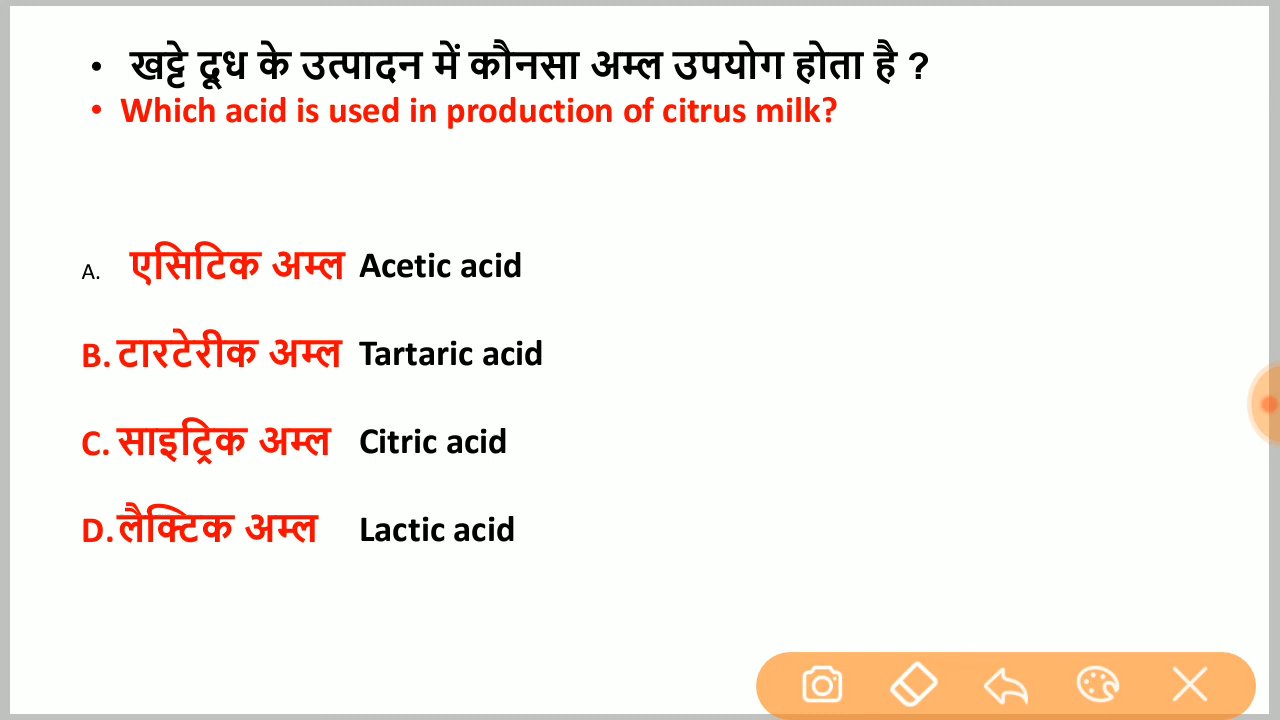 • खट्टे दूध के उत्पादन में कौनसा अम्ल उपयोग होता है ?
• Which acid is used in production of citrus milk?
A. एसिटिक अम्ल Acetic acid
B. टारटेरीक अम्ल Tartaric acid
C. साइट्रिक अम्ल Citric acid
D. लैक्टिक अम्ल Lactic acid